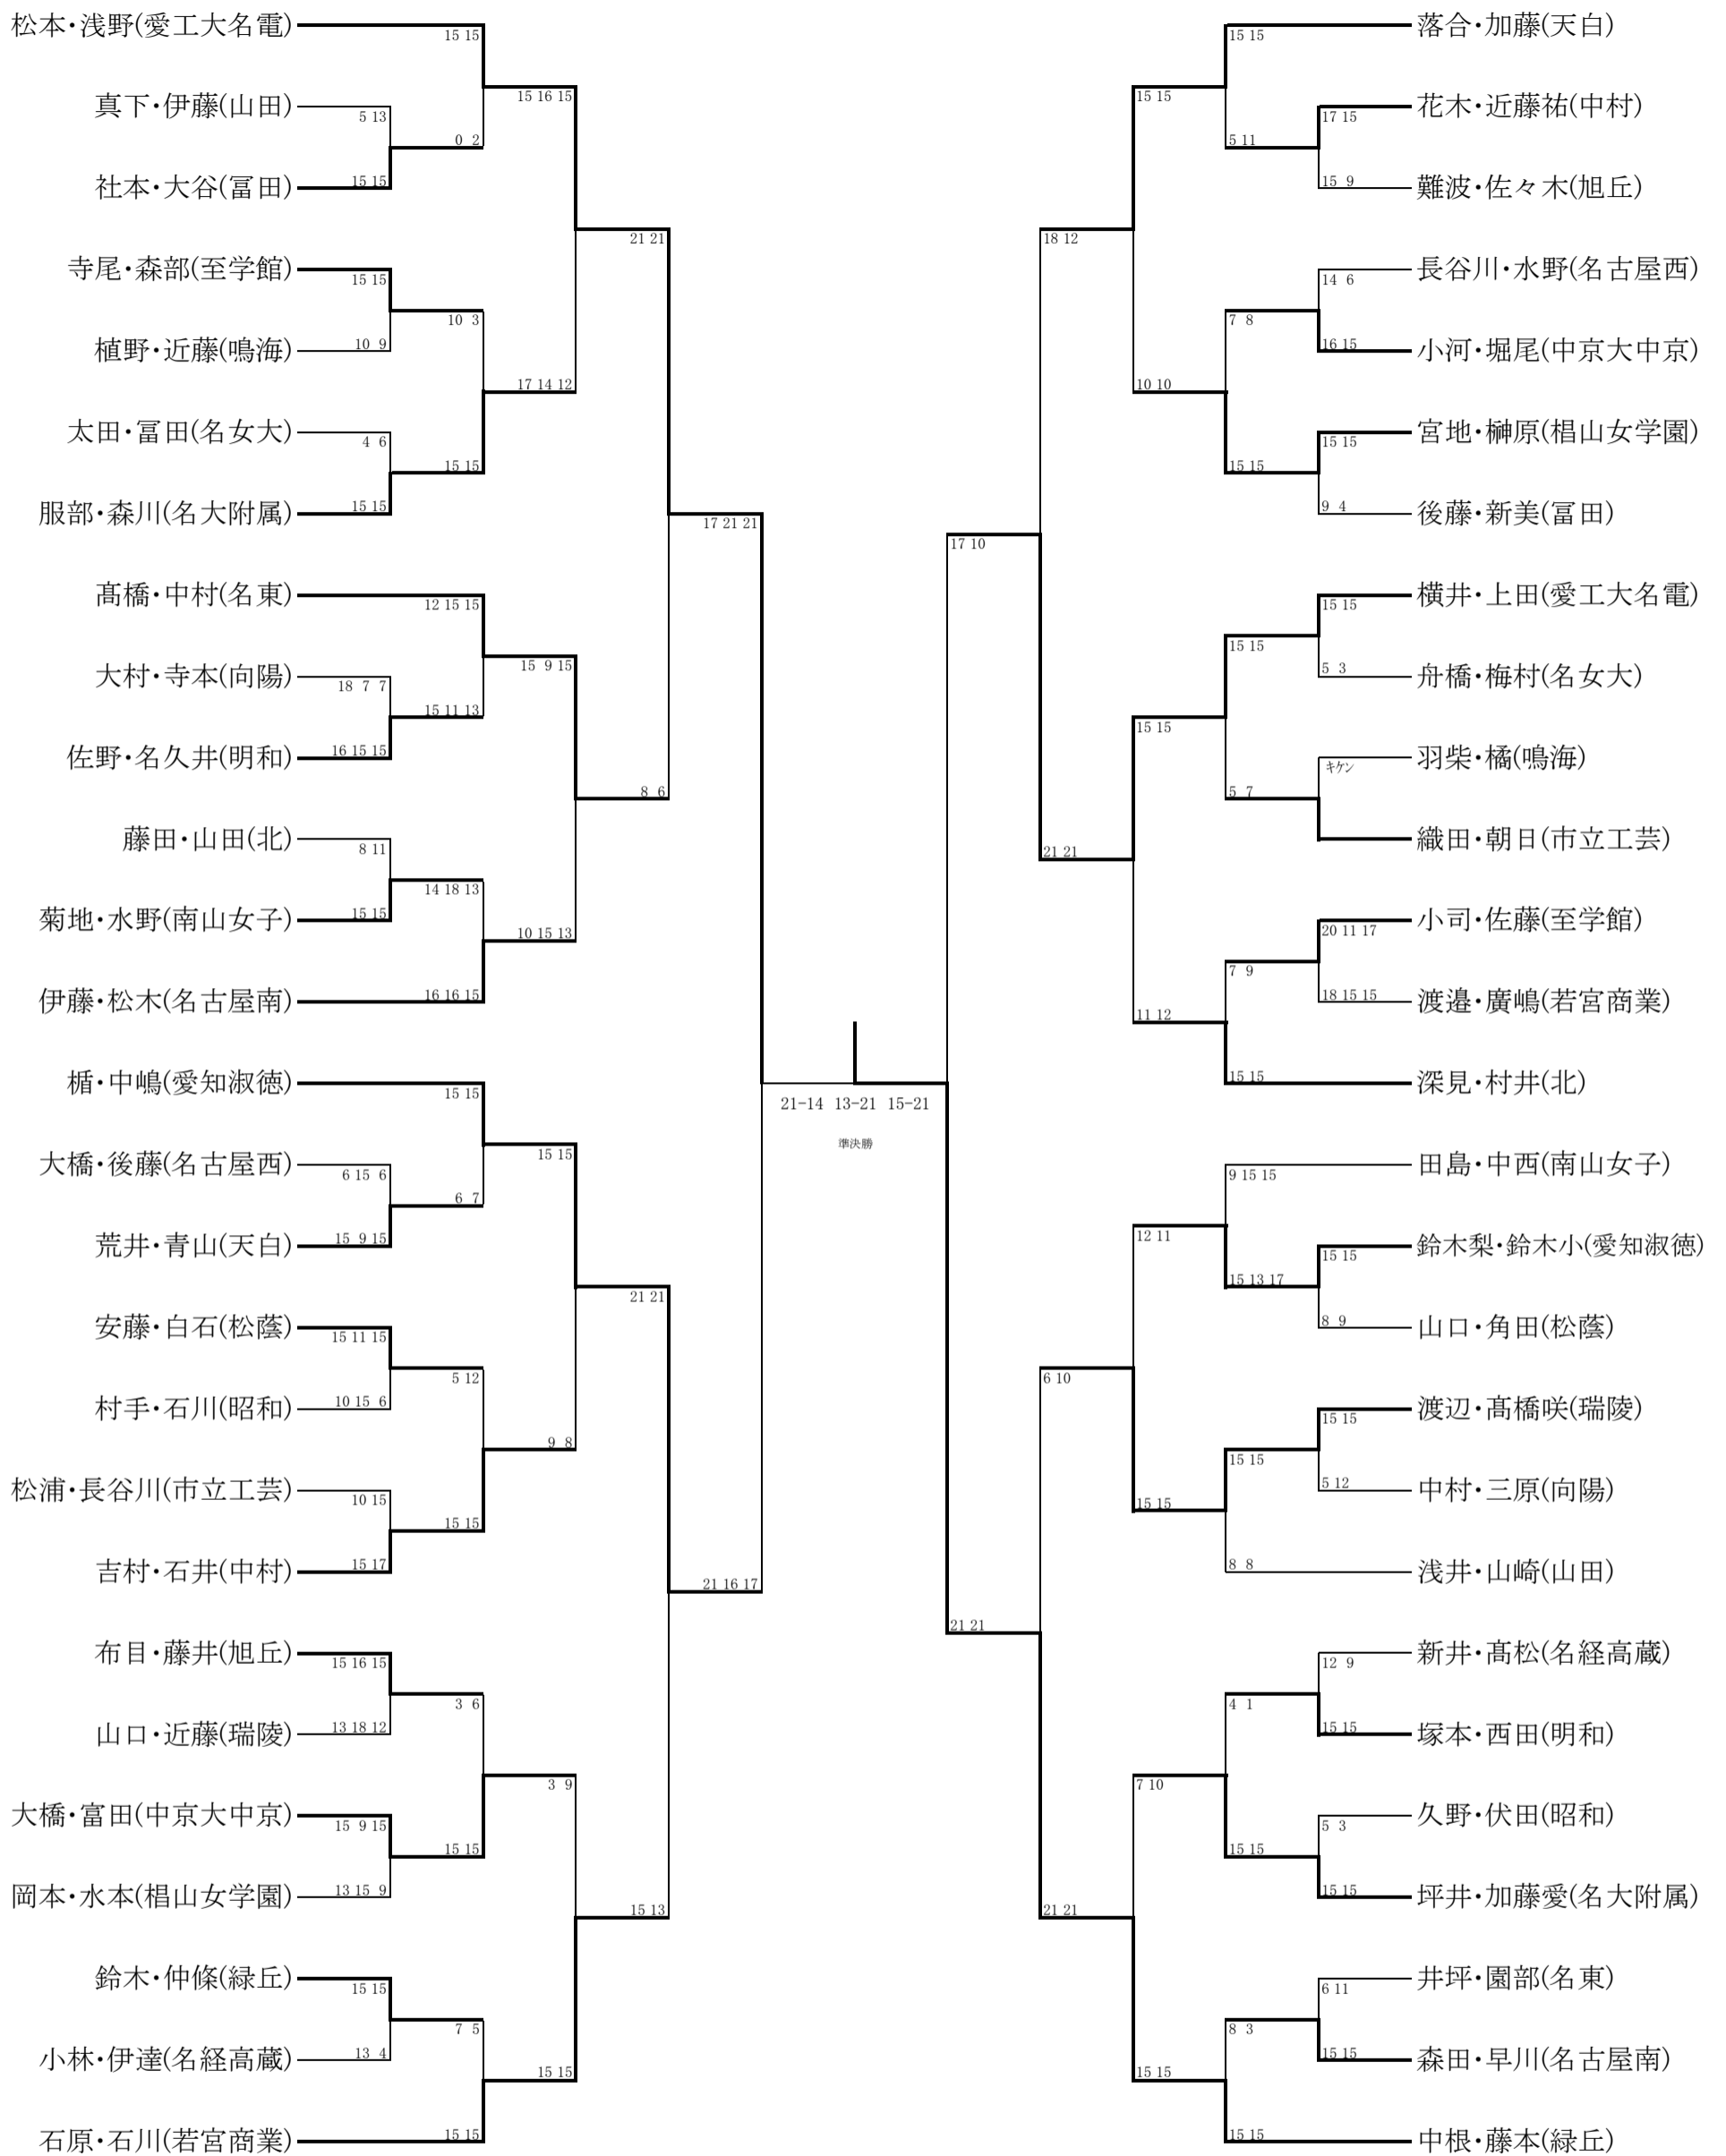 松本・浅野(愛工大名電)
15 15
真下・伊藤(山田)
5 13
0 2
社本・大谷(冨田)
15 15
15 16 15
寺尾・森部(至学館)
15 15
10 3
植野・近藤(鳴海)
10 9
17 14 12
太田・冨田(名女大)
4 6
15 15
服部・森川(名大附属)
15 15
21 21
髙橋・中村(名東)
12 15 15
大村・寺本(向陽)
18 7 7
15 11 13
佐野・名久井(明和)
16 15 15
15 9 15
8 6
藤田・山田(北)
8 11
14 18 13
菊地・水野(南山女子)
15 15
10 15 13
伊藤・松木(名古屋南)
16 16 15
17 21 21
楯・中嶋(愛知淑徳)
15 15
大橋・後藤(名古屋西)
6 15 6
6 7
荒井・青山(天白)
15 9 15
15 15
安藤・白石(松蔭)
15 11 15
5 12
村手・石川(昭和)
10 15 6
9 8
松浦・長谷川(市立工芸)
10 15
15 15
吉村・石井(中村)
15 17
21 21
21 16 17
布目・藤井(旭丘)
15 16 15
3 6
山口・近藤(瑞陵)
13 18 12
3 9
大橋・富田(中京大中京)
15 9 15
15 15
岡本・水本(椙山女学園)
13 15 9
15 13
鈴木・仲條(緑丘)
15 15
7 5
小林・伊達(名経高蔵)
13 4
15 15
石原・石川(若宮商業)
15 15
21-14 13-21 15-21
準決勝
落合・加藤(天白)
15 15
15 15
花木・近藤祐(中村)
17 15
5 11
難波・佐々木(旭丘)
15 9
18 12
長谷川・水野(名古屋西)
14 6
7 8
小河・堀尾(中京大中京)
16 15
10 10
宮地・榊原(椙山女学園)
15 15
15 15
後藤・新美(冨田)
9 4
17 10
横井・上田(愛工大名電)
15 15
15 15
舟橋・梅村(名女大)
5 3
15 15
羽柴・橘(鳴海)
キケン
5 7
織田・朝日(市立工芸)
21 21
小司・佐藤(至学館)
20 11 17
7 9
渡邉・廣嶋(若宮商業)
18 15 15
11 12
深見・村井(北)
15 15
田島・中西(南山女子)
9 15 15
12 11
鈴木梨・鈴木小(愛知淑徳)
15 15
15 13 17
山口・角田(松蔭)
8 9
6 10
渡辺・髙橋咲(瑞陵)
15 15
15 15
中村・三原(向陽)
5 12
15 15
浅井・山崎(山田)
8 8
21 21
新井・髙松(名経高蔵)
12 9
4 1
塚本・西田(明和)
15 15
7 10
久野・伏田(昭和)
5 3
15 15
坪井・加藤愛(名大附属)
15 15
21 21
井坪・園部(名東)
6 11
8 3
森田・早川(名古屋南)
15 15
15 15
中根・藤本(緑丘)
15 15